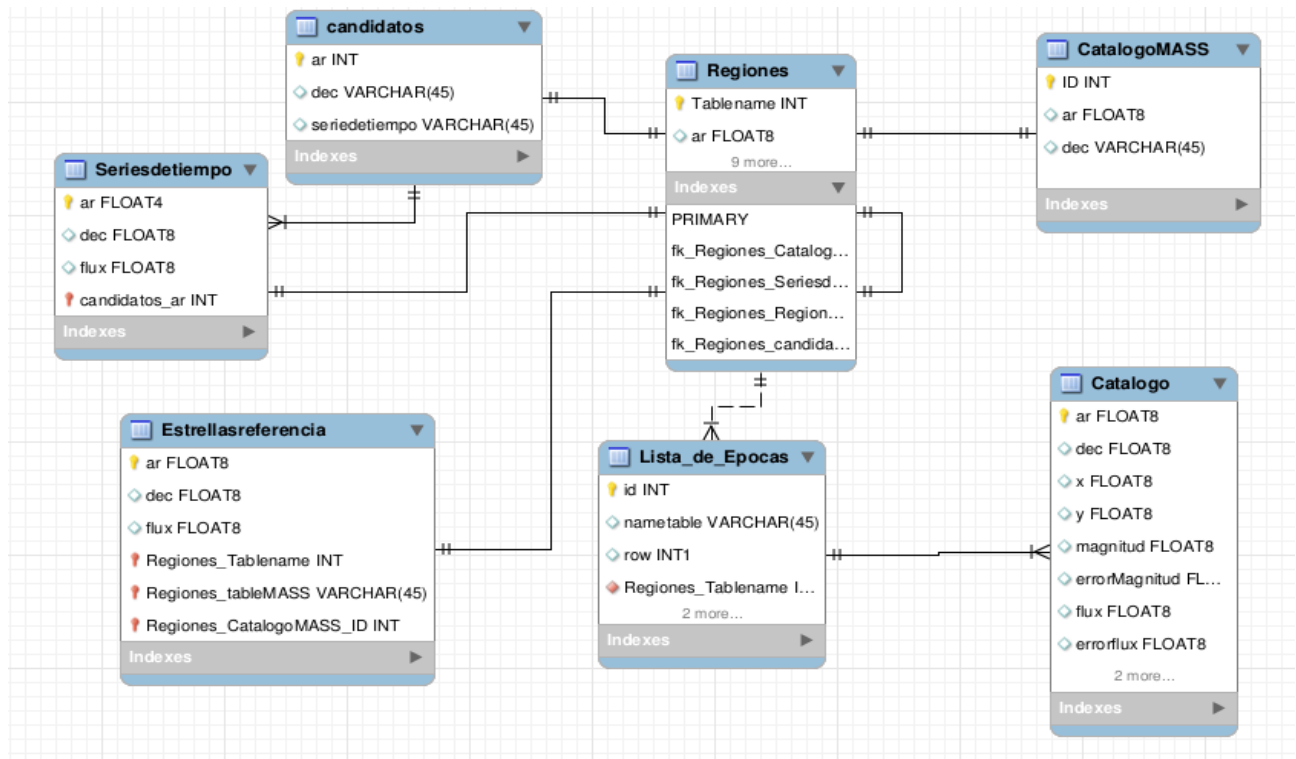 candidatos
ar INT
dec VARCHAR(45)
seriedetiempo VARCHAR(45)
Indexes
Regiones
Tablename INT
ar FLOAT8
9 more...
Indexes
PRIMARY
fk_Regiones_Catalog...
fk_Regiones_Seriesd...
fk_Regiones_Region...
fk_Regiones_candida...
CatalogoMASS
ID INT
ar FLOAT8
dec VARCHAR(45)
Indexes
Seriesdetiempo
ar FLOAT4
dec FLOAT8
flux FLOAT8
candidatos_ar INT
Indexes
Estrellasreferencia
ar FLOAT8
dec FLOAT8
flux FLOAT8
Regiones_Tablename INT
Regiones_tableMASS VARCHAR(45)
Regiones_CatalogoMASS_ID INT
Indexes
Lista_de_Epocas
id INT
nametable VARCHAR(45)
row INT1
Regiones_Tablename I...
2 more...
Indexes
Catalogo
ar FLOAT8
dec FLOAT8
x FLOAT8
y FLOAT8
magnitud FLOAT8
errorMagnitud FL...
flux FLOAT8
errorflux FLOAT8
2 more...
Indexes